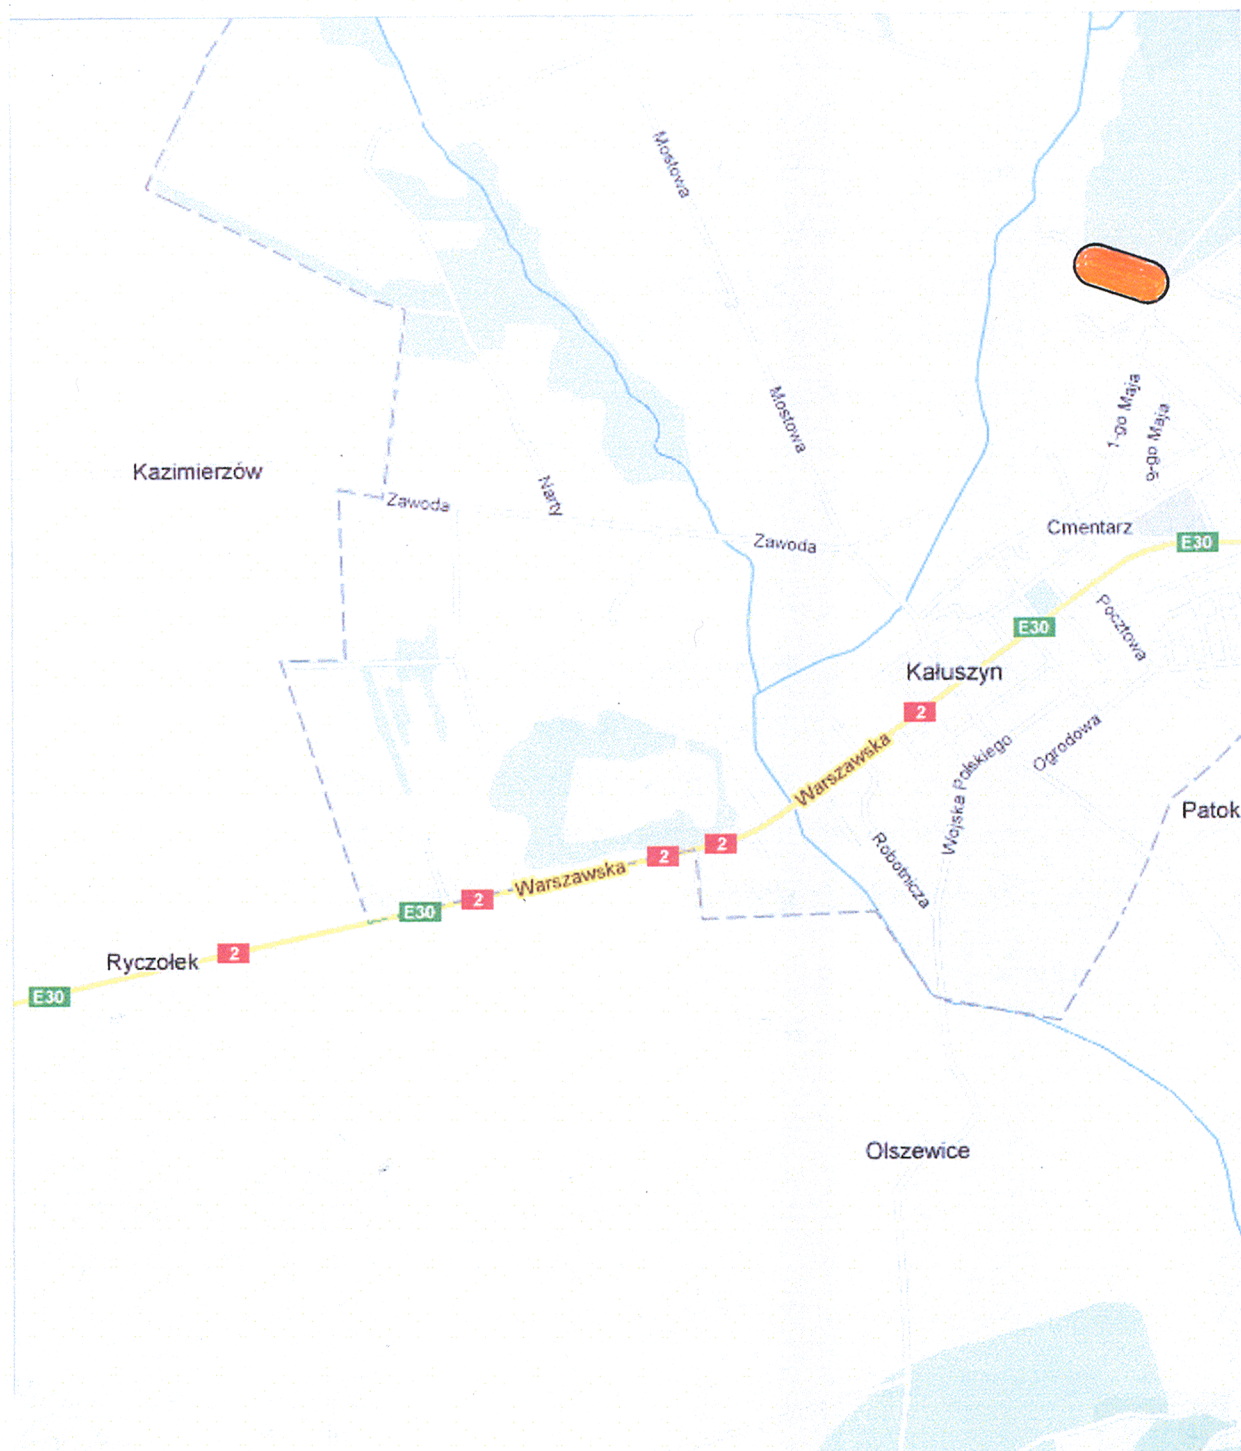 Mostowa
Mostowa
1-go Maja
9-go Maja
Kazimierzów
Zawoda
Narty
Zawoda
Cmentarz
E30
E30
Pocztowa
Kałuszyn
2
Warszawska
Wojska Polskiego
Ogrodowa
Patok
Robotnicza
2
2
Warszawska
2
E30
2
Ryczołek
E30
Olszewice